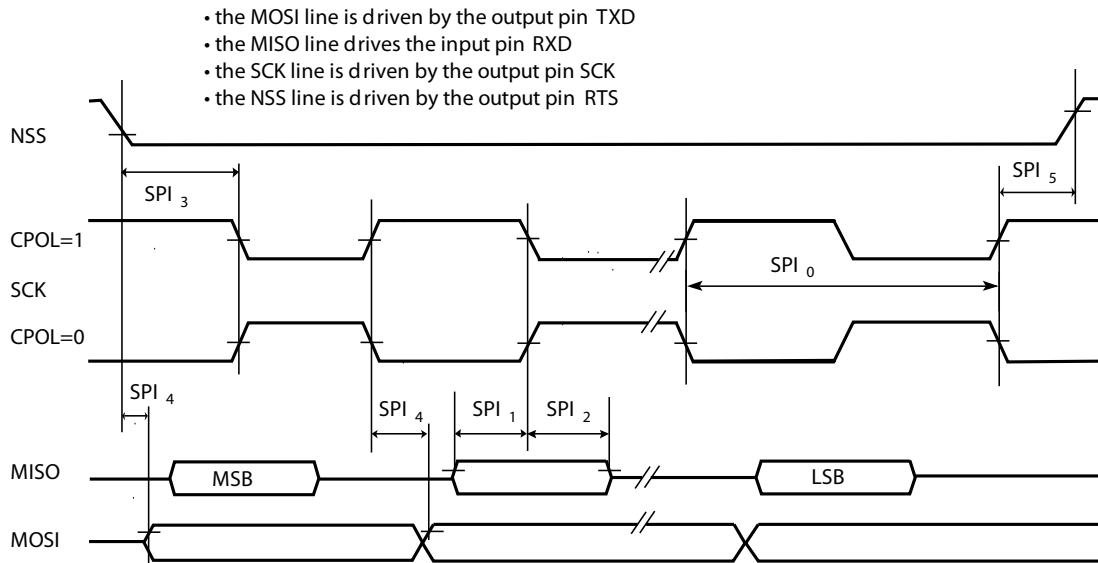 • the MOSI line is driven by the output pin TXD
• the MISO line drives the input pin RXD
• the SCK line is driven by the output pin SCK
• the NSS line is driven by the output pin RTS
NSS
SPI 3
SPI 5
CPOL=1
SPI 0
SCK
CPOL=0
SPI 4
SPI 4
SPI 1
SPI 2
MISO
MSB
LSB
MOSI